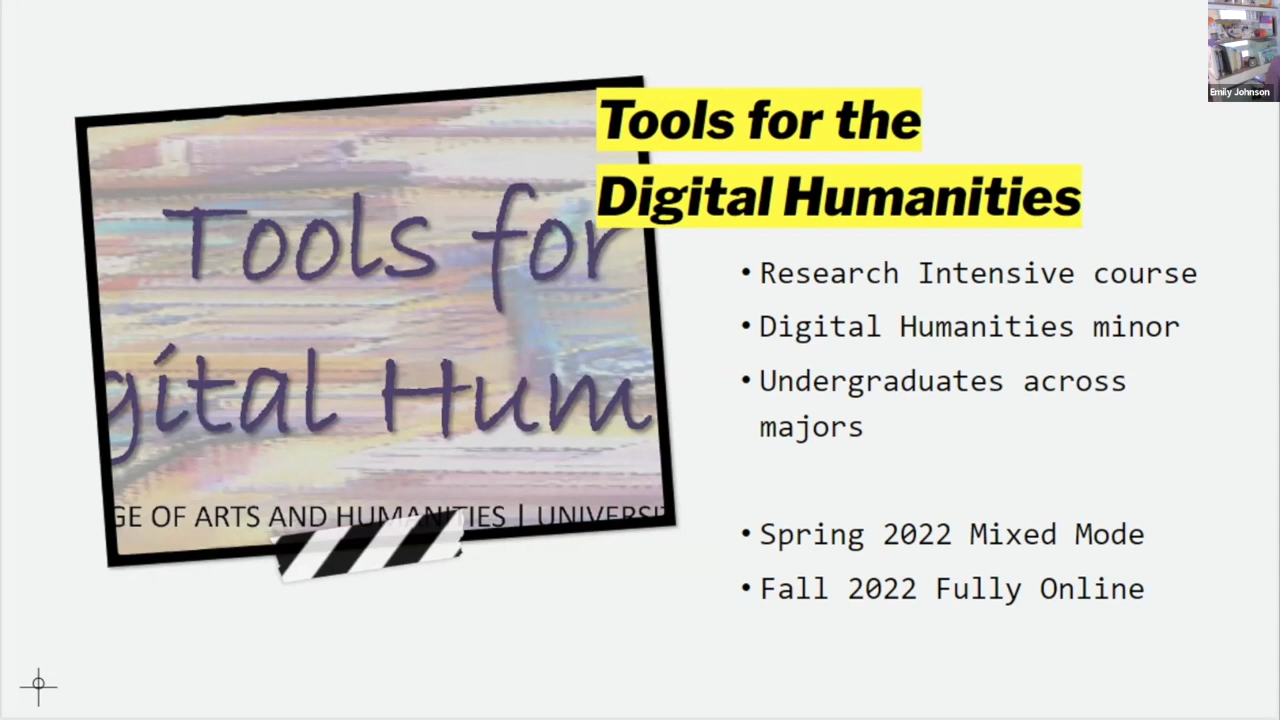 Emily Johnson
Tools for the
Digital Humanities
Tools for
gital Hum
GE OF ARTS AND HUMANITIES | UNIVERSIT
• Research Intensive course
• Digital Humanities minor
• Undergraduates across
majors
• Spring 2022 Mixed Mode
• Fall 2022 Fully Online